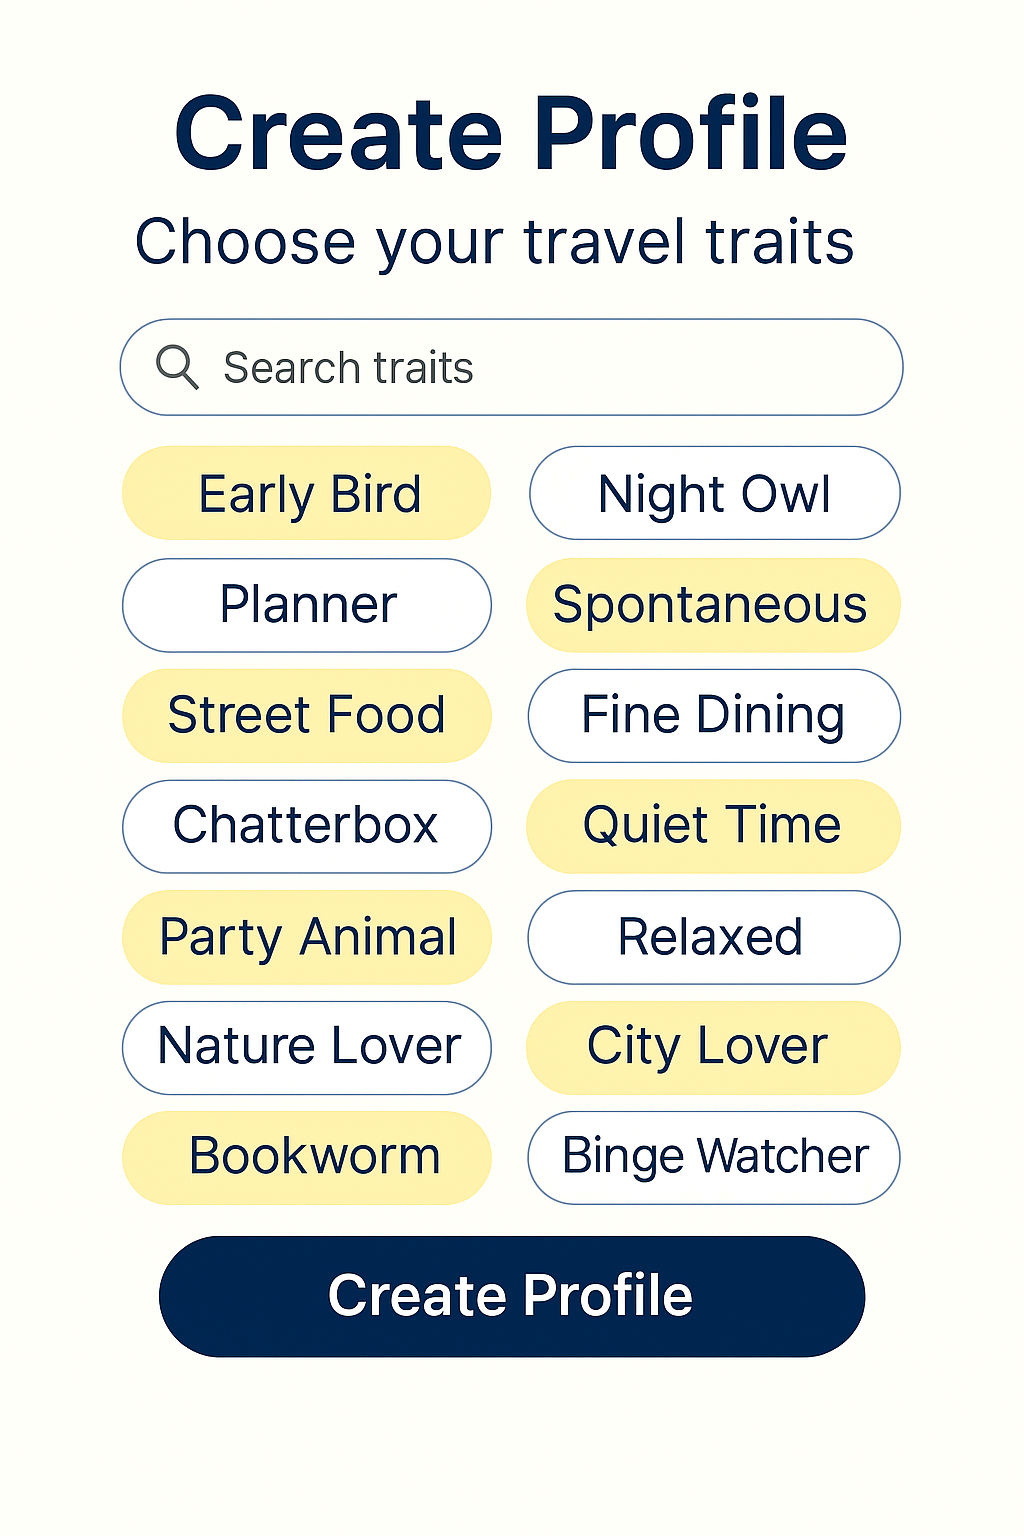 Create Profile
Choose your travel traits
Search traits
Early Bird
Night Owl
Planner
Spontaneous
Street Food
Fine Dining
Chatterbox
Quiet Time
Party Animal
Relaxed
Nature Lover
City Lover
Bookworm
Binge Watcher
Create Profile